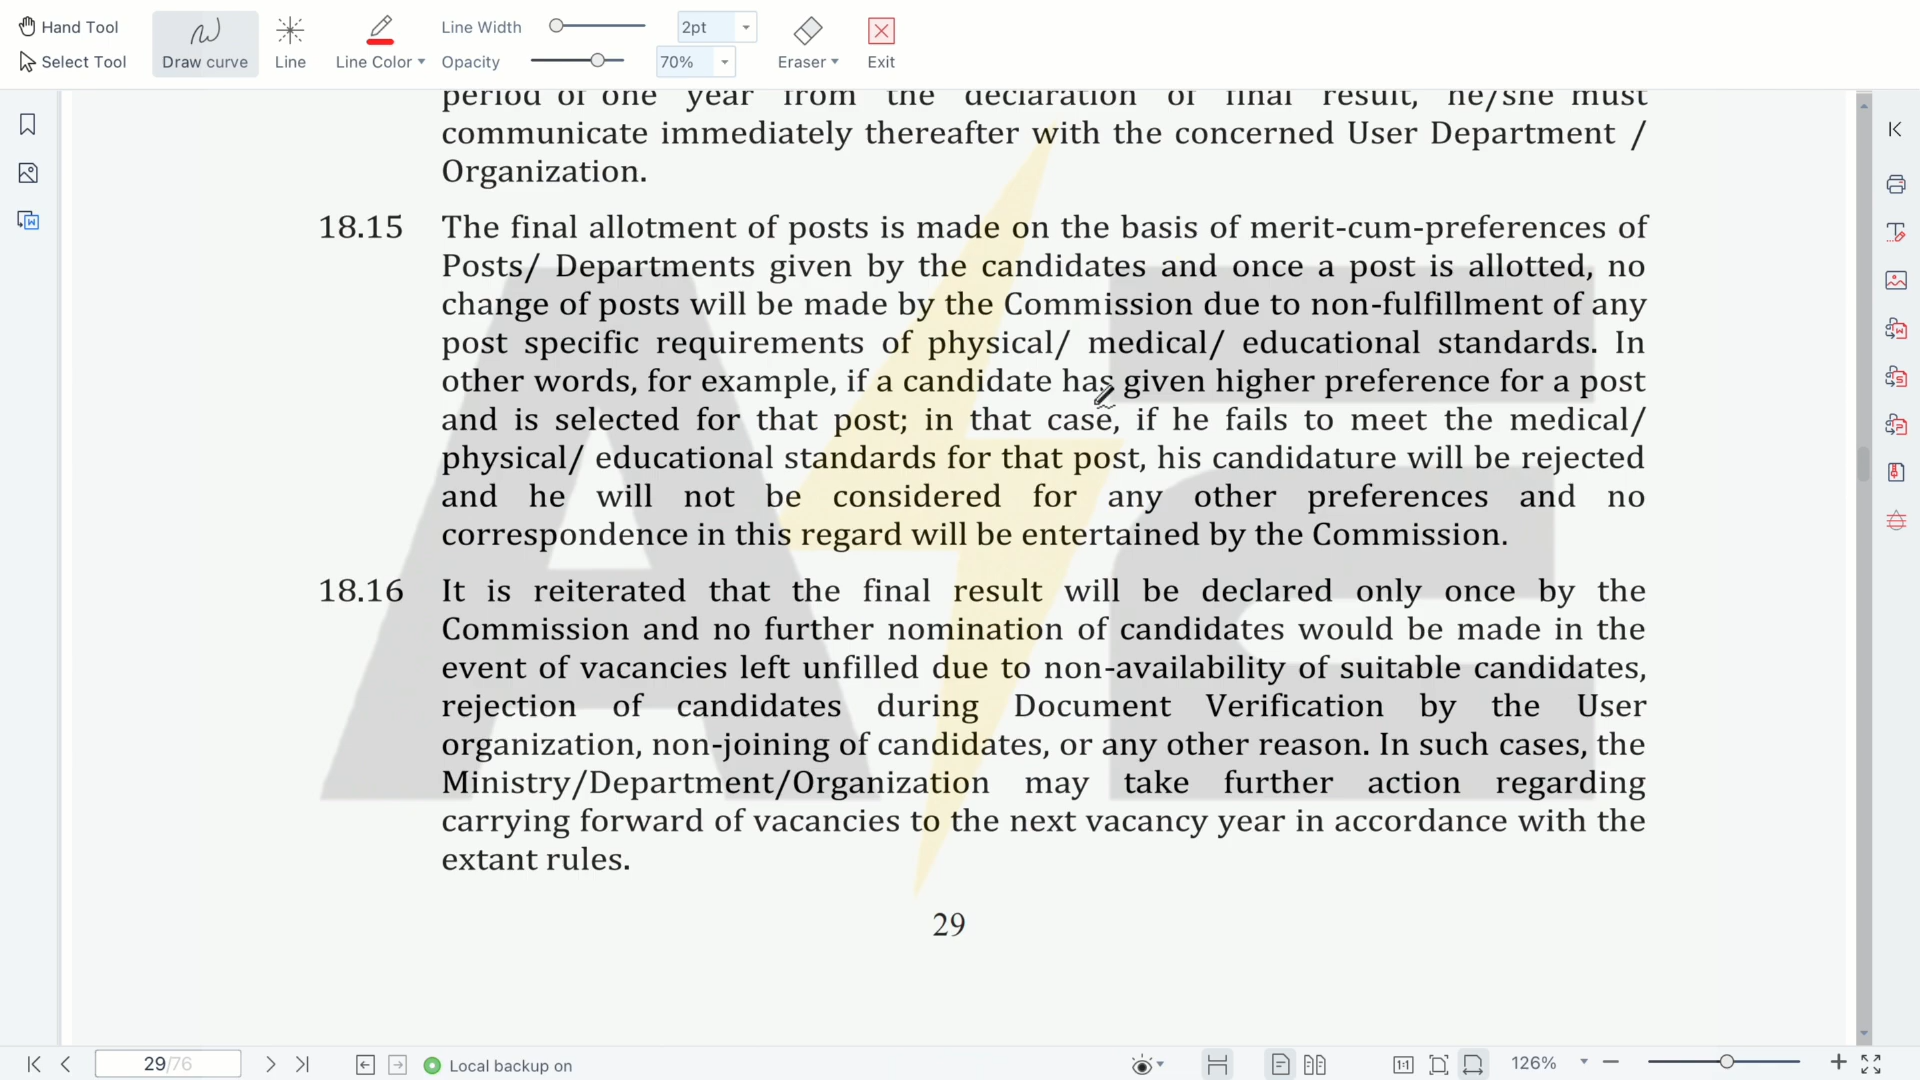 Hand Tool
Select Tool
Draw curve
Line
Line Color
Line Width
2pt
Opacity
70%
Eraser
Exit
period of one year from the declaration of final result, he/she must
communicate immediately thereafter with the concerned User Department /
Organization.
18.15 The final allotment of posts is made on the basis of merit-cum-preferences of
Posts/ Departments given by the candidates and once a post is allotted, no
change of posts will be made by the Commission due to non-fulfillment of any
post specific requirements of physical/ medical/ educational standards. In
other words, for example, if a candidate has given higher preference for a post
and is selected for that post; in that case, if he fails to meet the medical/
physical/ educational standards for that post, his candidature will be rejected
and he will not be considered for any other preferences and no
correspondence in this regard will be entertained by the Commission.
18.16 It is reiterated that the final result will be declared only once by the
Commission and no further nomination of candidates would be made in the
event of vacancies left unfilled due to non-availability of suitable candidates,
rejection of candidates during Document Verification by the User
organization, non-joining of candidates, or any other reason. In such cases, the
Ministry/Department/Organization may take further action regarding
carrying forward of vacancies to the next vacancy year in accordance with the
extant rules.
29
29/76
Local backup on
1:1
126%